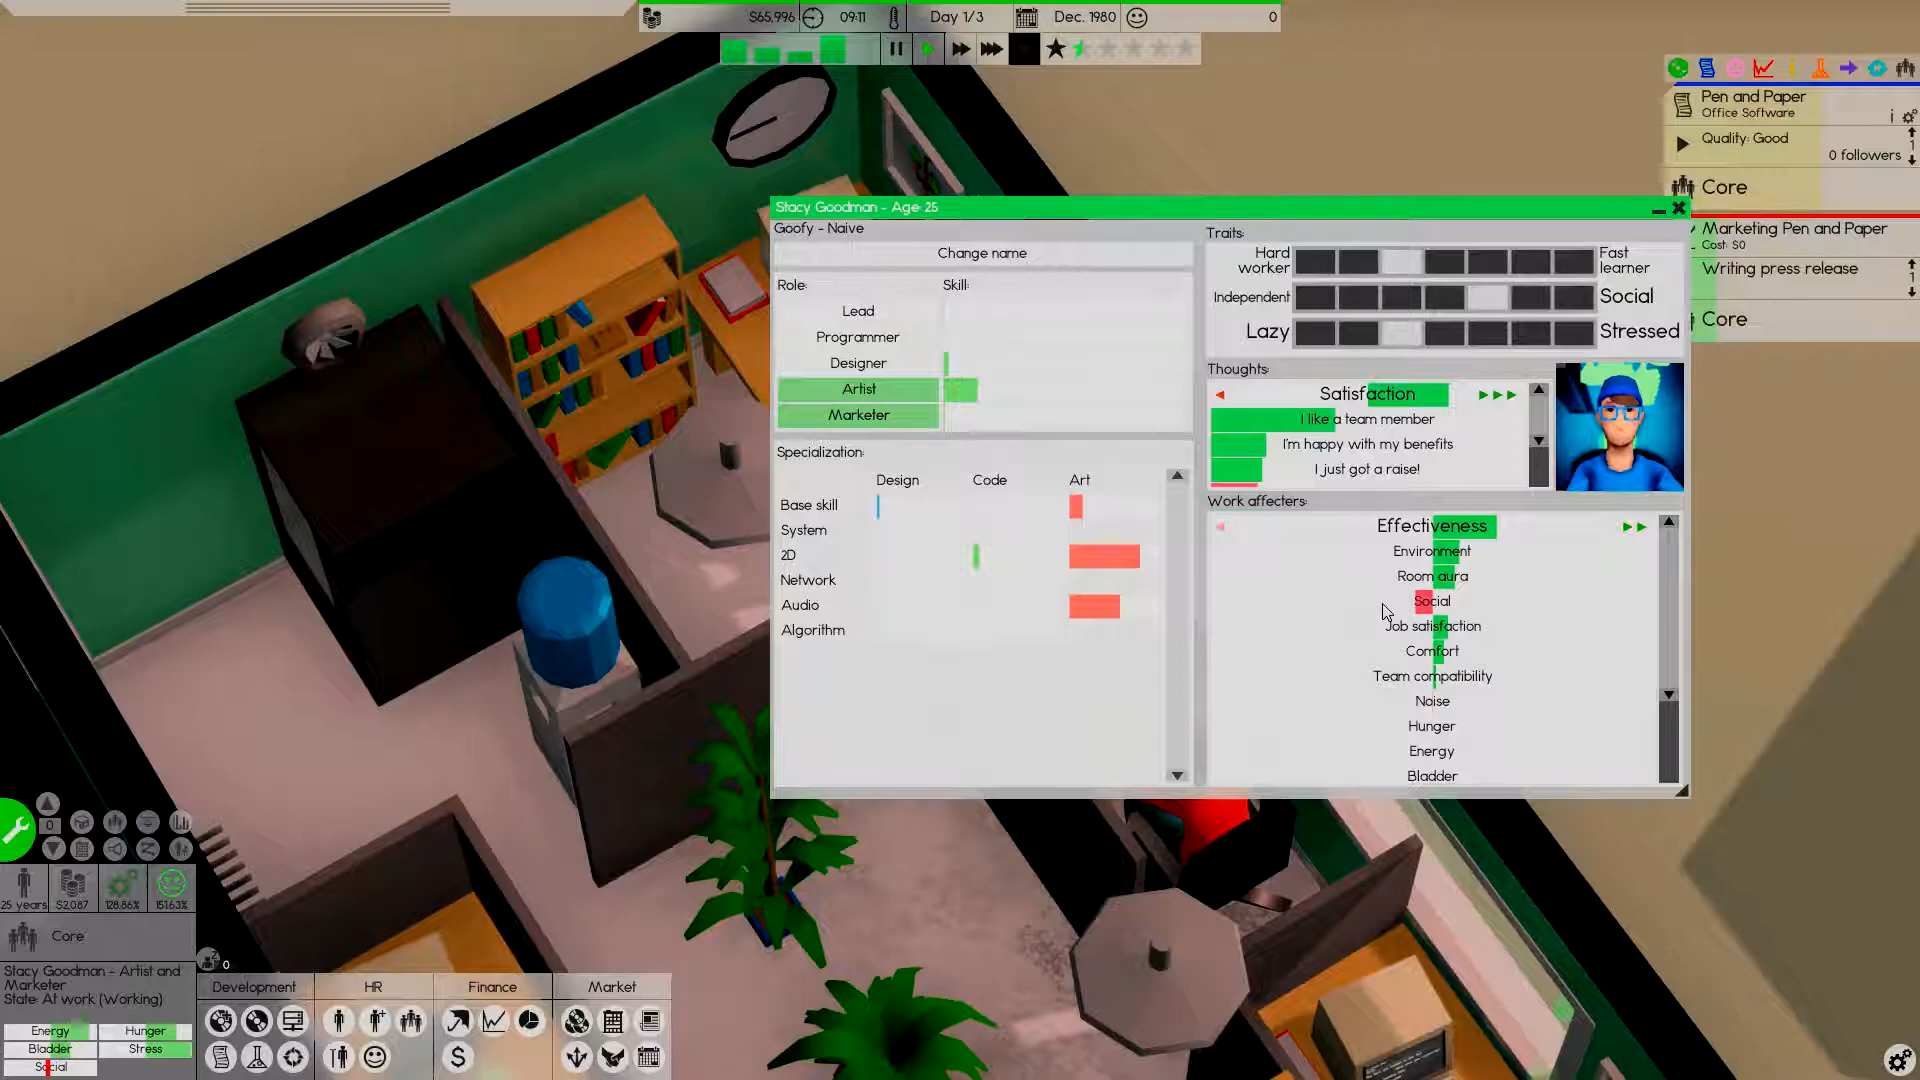 $65,996
09:11
Day 1/3
Dec. 1980
0
Pen and Paper
Office Software
Quality: Good
1
0 followers
Core
Marketing Pen and Paper
Cost: $0
Writing press release
1
Core
Stacy Goodman - Age: 25
Goofy - Naive
Change name
Role:
Skill:
Lead
Programmer
Designer
Artist
Marketer
Specialization:
Design
Code
Art
Base skill
System
2D
Network
Audio
Algorithm
Traits:
Hard worker
Fast learner
Independent
Social
Lazy
Stressed
Thoughts:
Satisfaction
I like a team member
I'm happy with my benefits
I just got a raise!
Work affecters:
Effectiveness
Environment
Room aura
Social
Job satisfaction
Comfort
Team compatibility
Noise
Hunger
Energy
Bladder
0
25 years
$2,087
128.86%
151.63%
Core
0
Stacy Goodman - Artist and
Marketer
State: At work (Working)
Energy
Hunger
Bladder
Stress
Social
Development
HR
Finance
Market